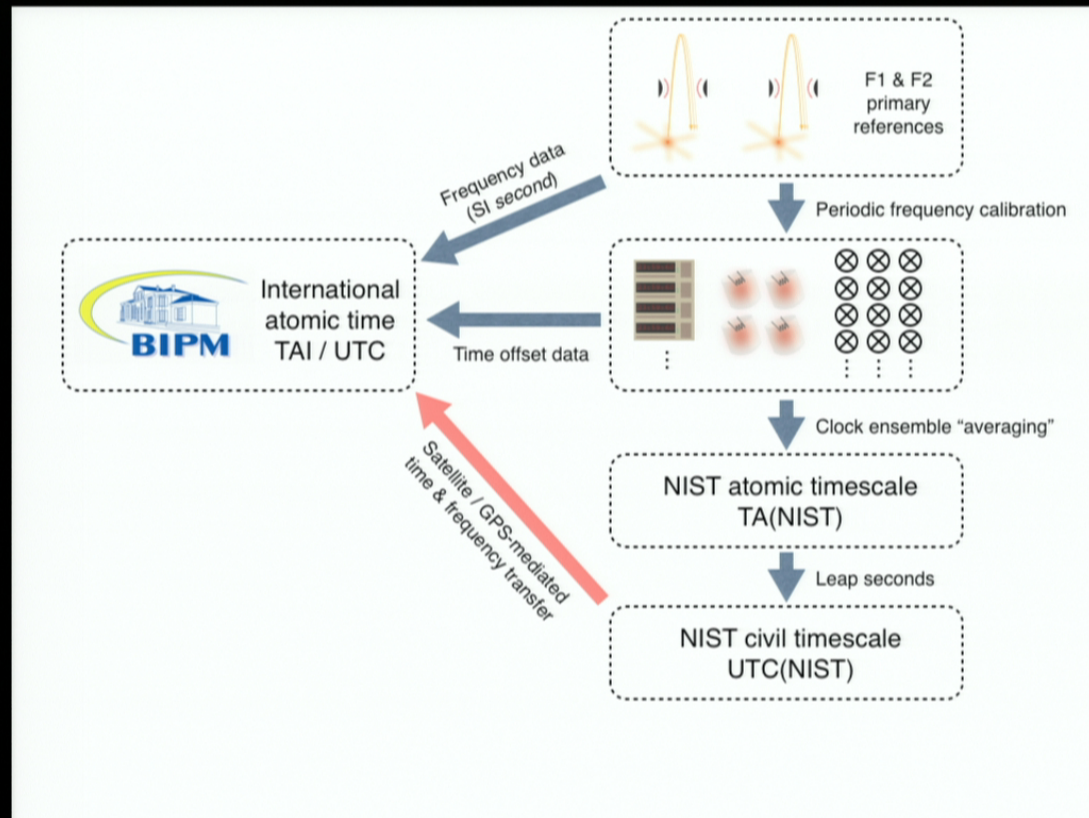 F1 & F2
primary
references
Frequency data
(SI second)
Periodic frequency calibration
BIPM
International
atomic time
TAI / UTC
Time offset data
Clock ensemble “averaging”
Satellite / GPS-mediated
time & frequency transfer
NIST atomic timescale
TA(NIST)
Leap seconds
NIST civil timescale
UTC(NIST)